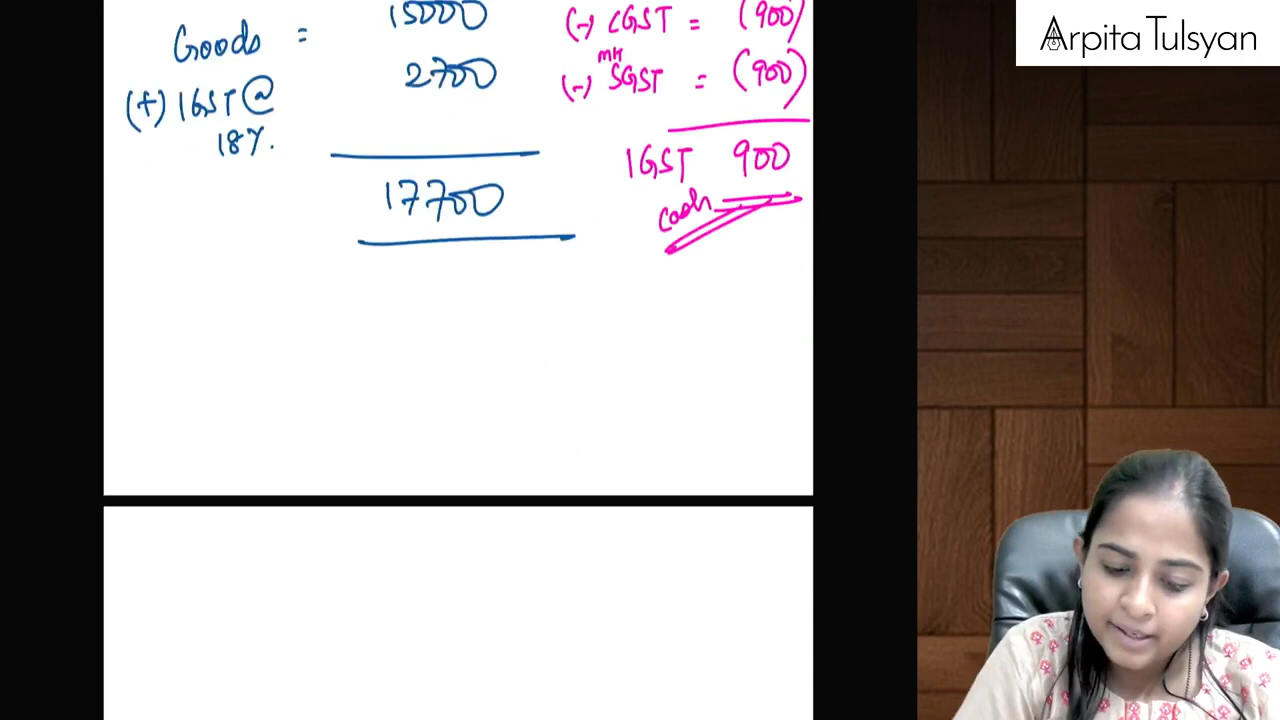 Arpita Tulsyan
Goods = 15000
(+) IGST @ 2700
18%.
17700
(-) CGST = (900)
MH
(-) SGST = (900)
IGST 900
Cash